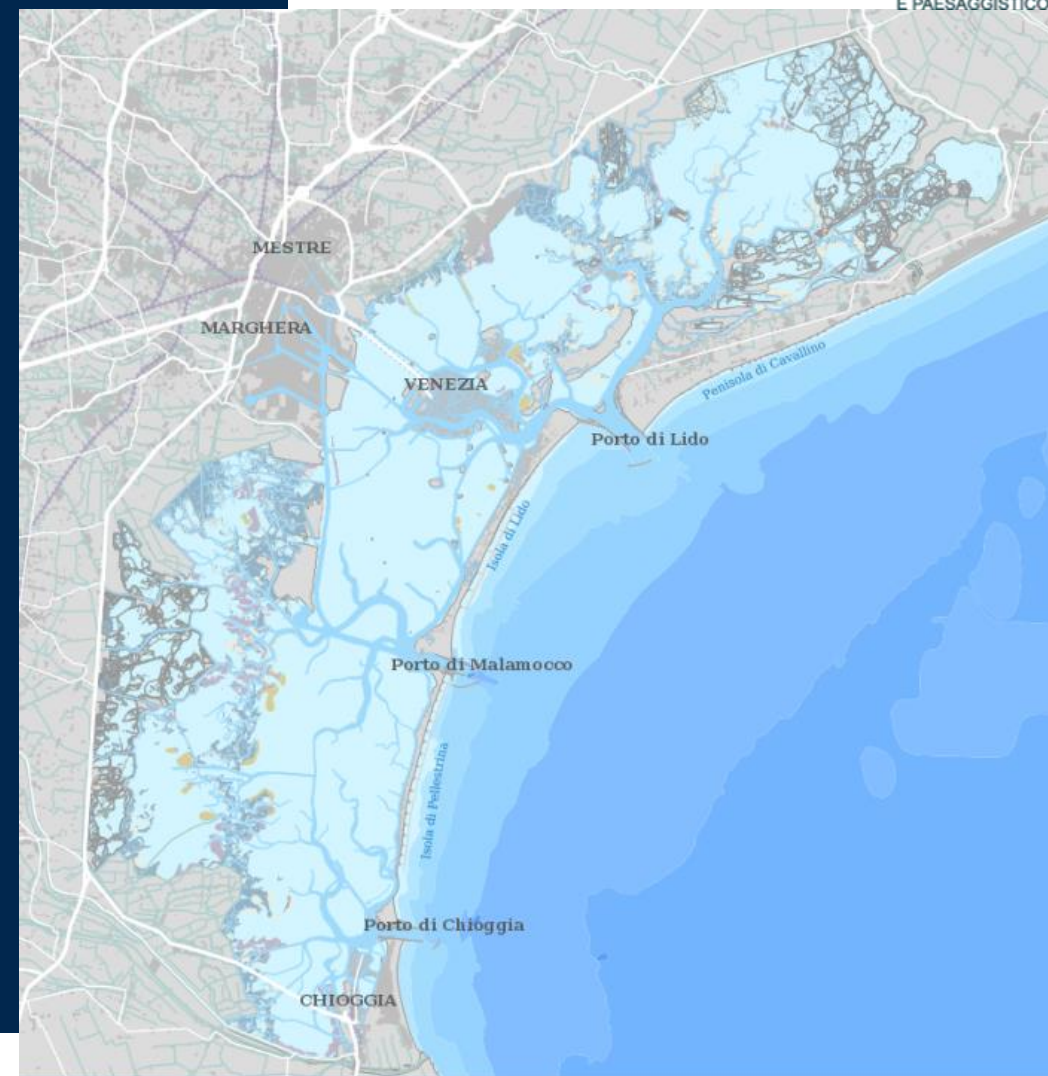 E PAESAGGISTICO
MESTRE
MARGHERA
VENEZIA
Penisola di Cavallino
Porto di Lido
Isola di Lido
Porto di Malamocco
Isola di Pellestrina
Porto di Chioggia
CHIOGGIA